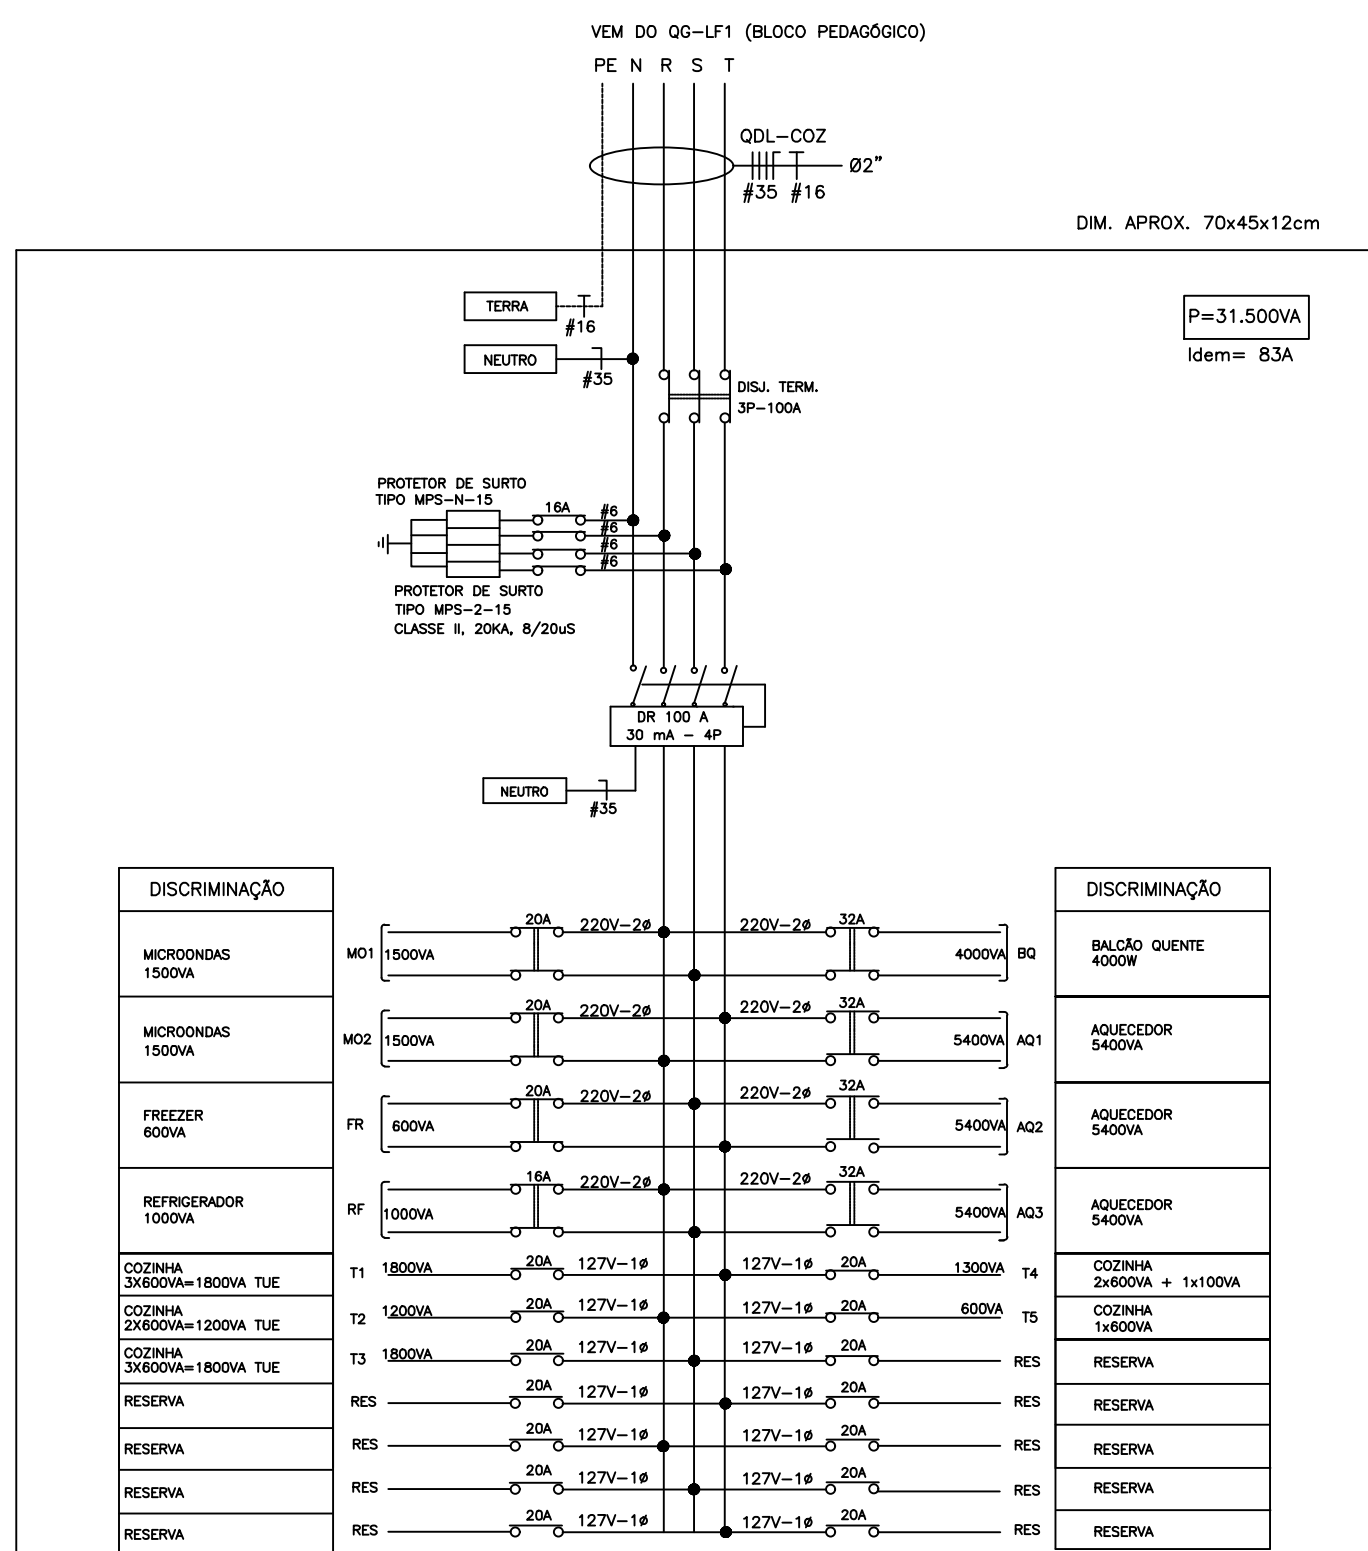 VEM DO QG-LF1 (BLOCO PEDAGÓGICO)
PE N R S T
QDL-COZ
Ø2"
#35 #16
DIM. APROX. 70x45x12cm
TERRA
#16
P=31.500VA
Idem= 83A
NEUTRO
#35
DISJ. TERM.
3P-100A
PROTETOR DE SURTO
TIPO MPS-N-15
16A
#6
#6
#6
#6
PROTETOR DE SURTO
TIPO MPS-2-15
CLASSE II, 20KA, 8/20uS
DR 100 A
30 mA - 4P
NEUTRO
#35
DISCRIMINAÇÃO
DISCRIMINAÇÃO
MICROONDAS
1500VA
MO1 1500VA 20A 220V-2ø 220V-2ø 32A 4000VA BQ
BALCÃO QUENTE
4000W
MICROONDAS
1500VA
MO2 1500VA 20A 220V-2ø 220V-2ø 32A 5400VA AQ1
AQUECEDOR
5400VA
FREEZER
600VA
FR 600VA 20A 220V-2ø 220V-2ø 32A 5400VA AQ2
AQUECEDOR
5400VA
REFRIGERADOR
1000VA
RF 1000VA 16A 220V-2ø 220V-2ø 32A 5400VA AQ3
AQUECEDOR
5400VA
COZINHA
3X600VA=1800VA TUE
T1 1800VA 20A 127V-1ø 127V-1ø 20A 1300VA T4
COZINHA
2x600VA + 1x100VA
COZINHA
2X600VA=1200VA TUE
T2 1200VA 20A 127V-1ø 127V-1ø 20A 600VA T5
COZINHA
1x600VA
COZINHA
3X600VA=1800VA TUE
T3 1800VA 20A 127V-1ø 127V-1ø 20A RES
RESERVA
RESERVA RES 20A 127V-1ø 127V-1ø 20A RES RESERVA
RESERVA RES 20A 127V-1ø 127V-1ø 20A RES RESERVA
RESERVA RES 20A 127V-1ø 127V-1ø 20A RES RESERVA
RESERVA RES 20A 127V-1ø 127V-1ø 20A RES RESERVA